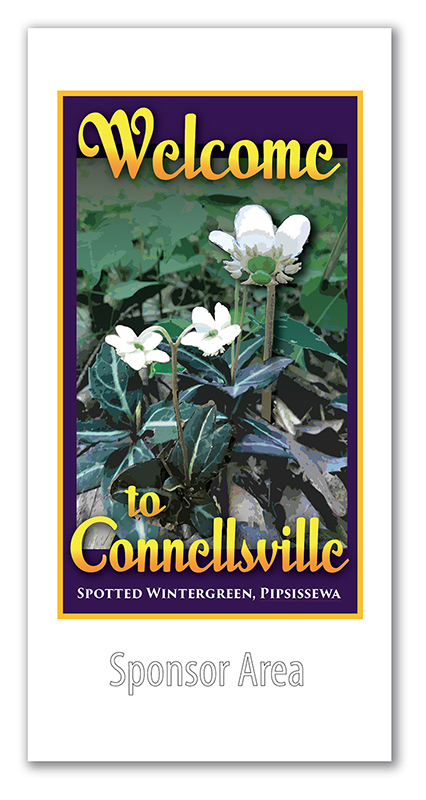 Welcome
to
Connellsville
Spotted Wintergreen, Pipsissewa
Sponsor Area